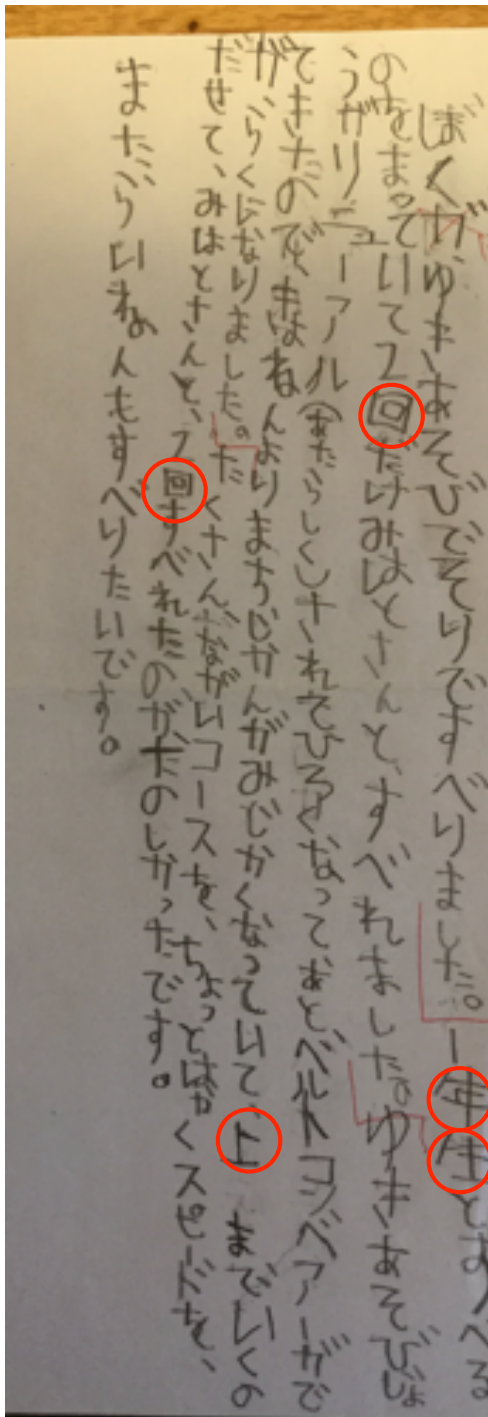 ぼくが、ゆきあそびでそりですべりました。一年生とすべる
のをまっていて2回だけみはとさんと、すべれました。ゆきあそびじょ
うがリニューアル(あたらしくされてひろくなってあとベルトコンベアーがで
てきたのできょねんよりまちじかんがみじかくなっていて、上までいくの
がらくになりました。たくさんながいコースを、ちょっとはやくスピードを、
だせて、みはとさんと、2回すべれたのが、たのしかったです。
まだらいねんもすべりたいです。